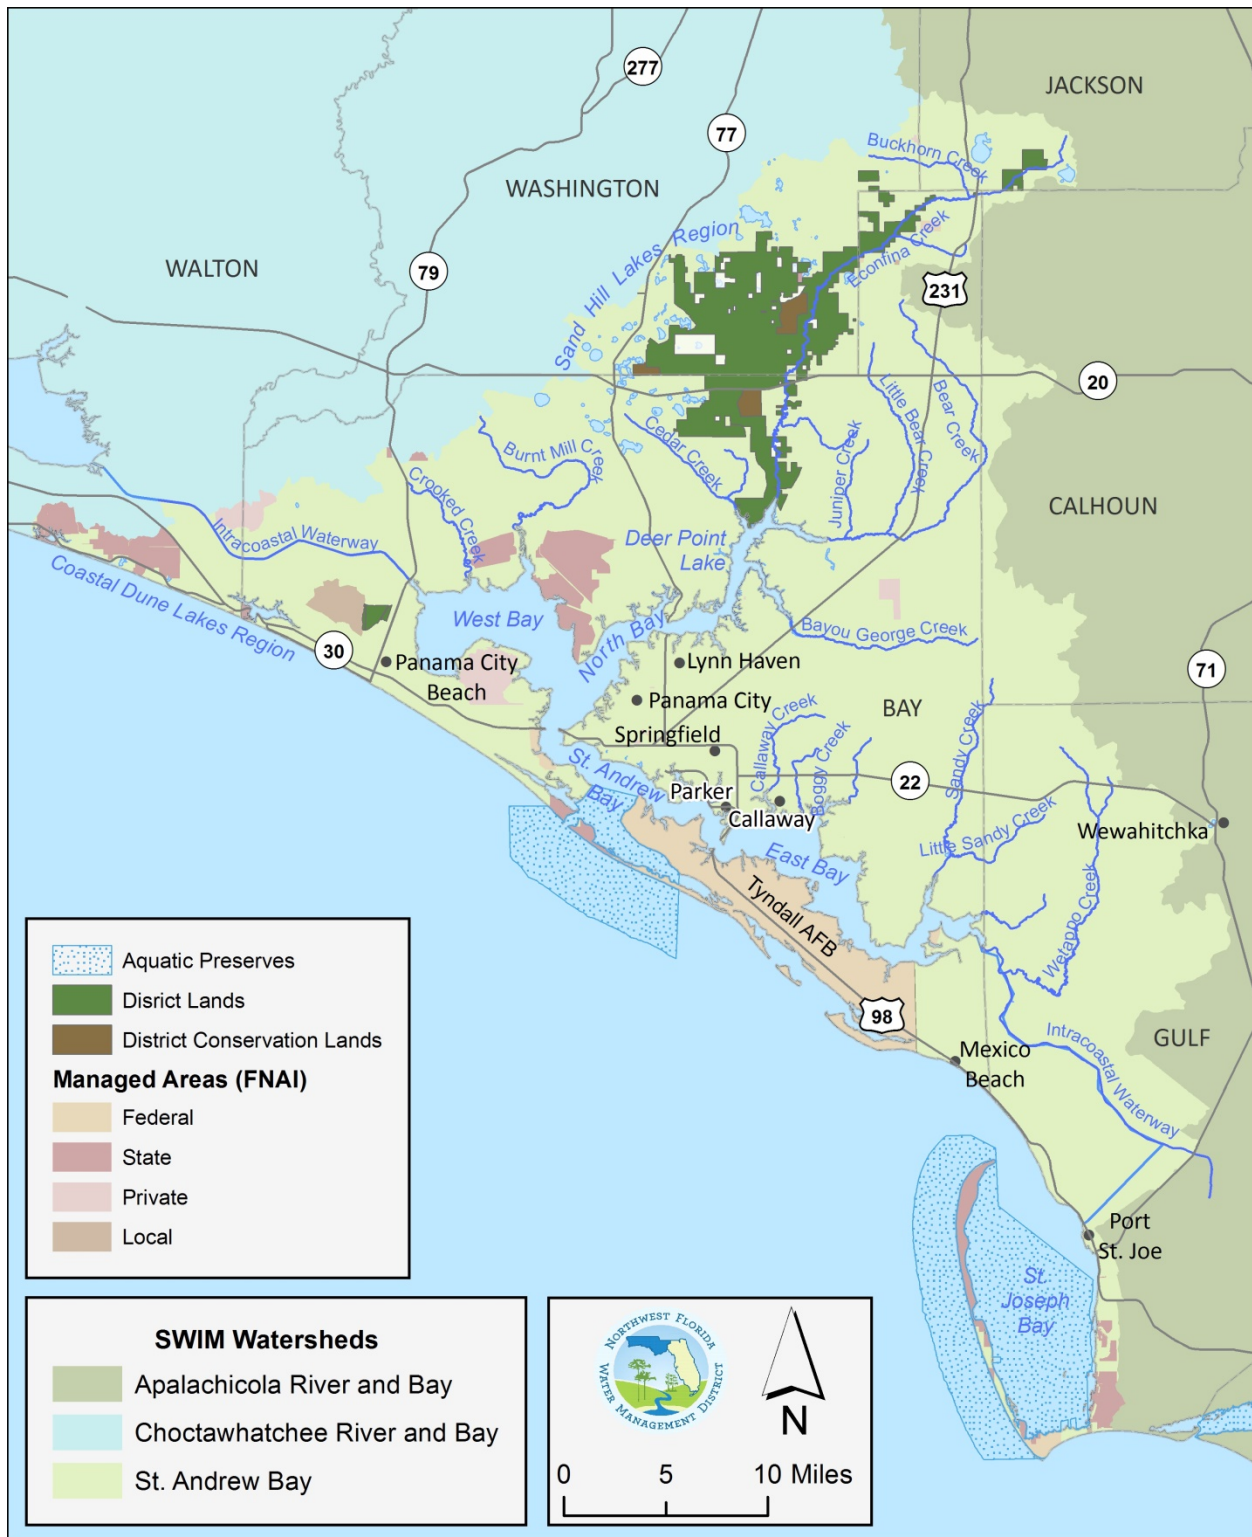 JACKSON
277
77
Buckhorn Creek
WASHINGTON
Sand Hill Lakes Region
Econfina Creek
WALTON
79
231
20
Bear Creek
Little Bear Creek
Burnt Mill Creek
Cedar Creek
Juniper Creek
Crooked Creek
CALHOUN
Intracoastal Waterway
Deer Point
Lake
Coastal Dune Lakes Region
West Bay
North Bay
Bayou George Creek
30
Panama City
Beach
Lynn Haven
71
Panama City
BAY
Springfield
Callaway Creek
Boggy Creek
Sandy Creek
St. Andrew
Bay
22
Parker
Callaway
Wewahitchka
Little Sandy Creek
East Bay
Tyndall AFB
Wetappo Creek
98
GULF
Mexico
Beach
Intracoastal Waterway
Port
St. Joe
St.
Joseph
Bay
Aquatic Preserves
Disrict Lands
District Conservation Lands
Managed Areas (FNAI)
Federal
State
Private
Local
SWIM Watersheds
Apalachicola River and Bay
Choctawhatchee River and Bay
St. Andrew Bay
NORTHWEST FLORIDA
WATER MANAGEMENT DISTRICT
N
0 5 10 Miles